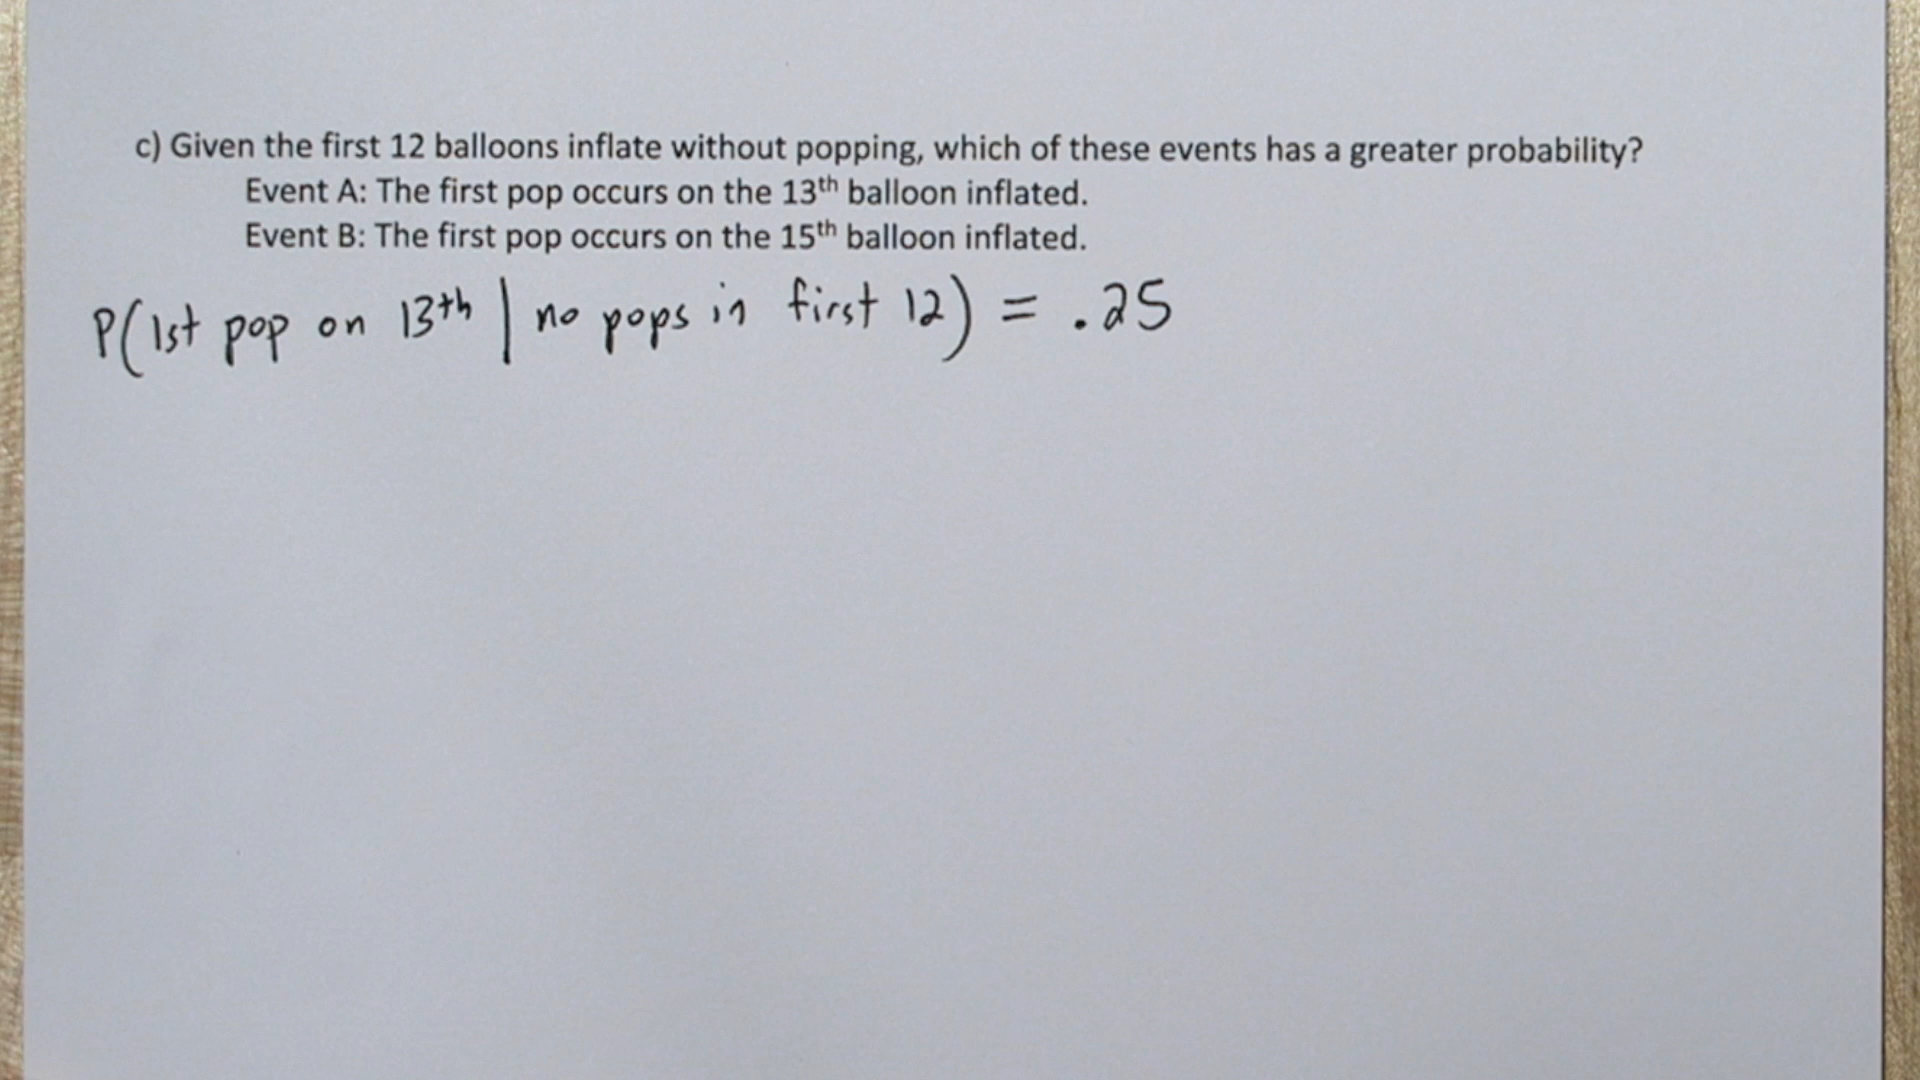 c) Given the first 12 balloons inflate without popping, which of these events has a greater probability?
Event A: The first pop occurs on the 13th balloon inflated.
Event B: The first pop occurs on the 15th balloon inflated.
P(1st pop on 13th | no pops in first 12) = .25